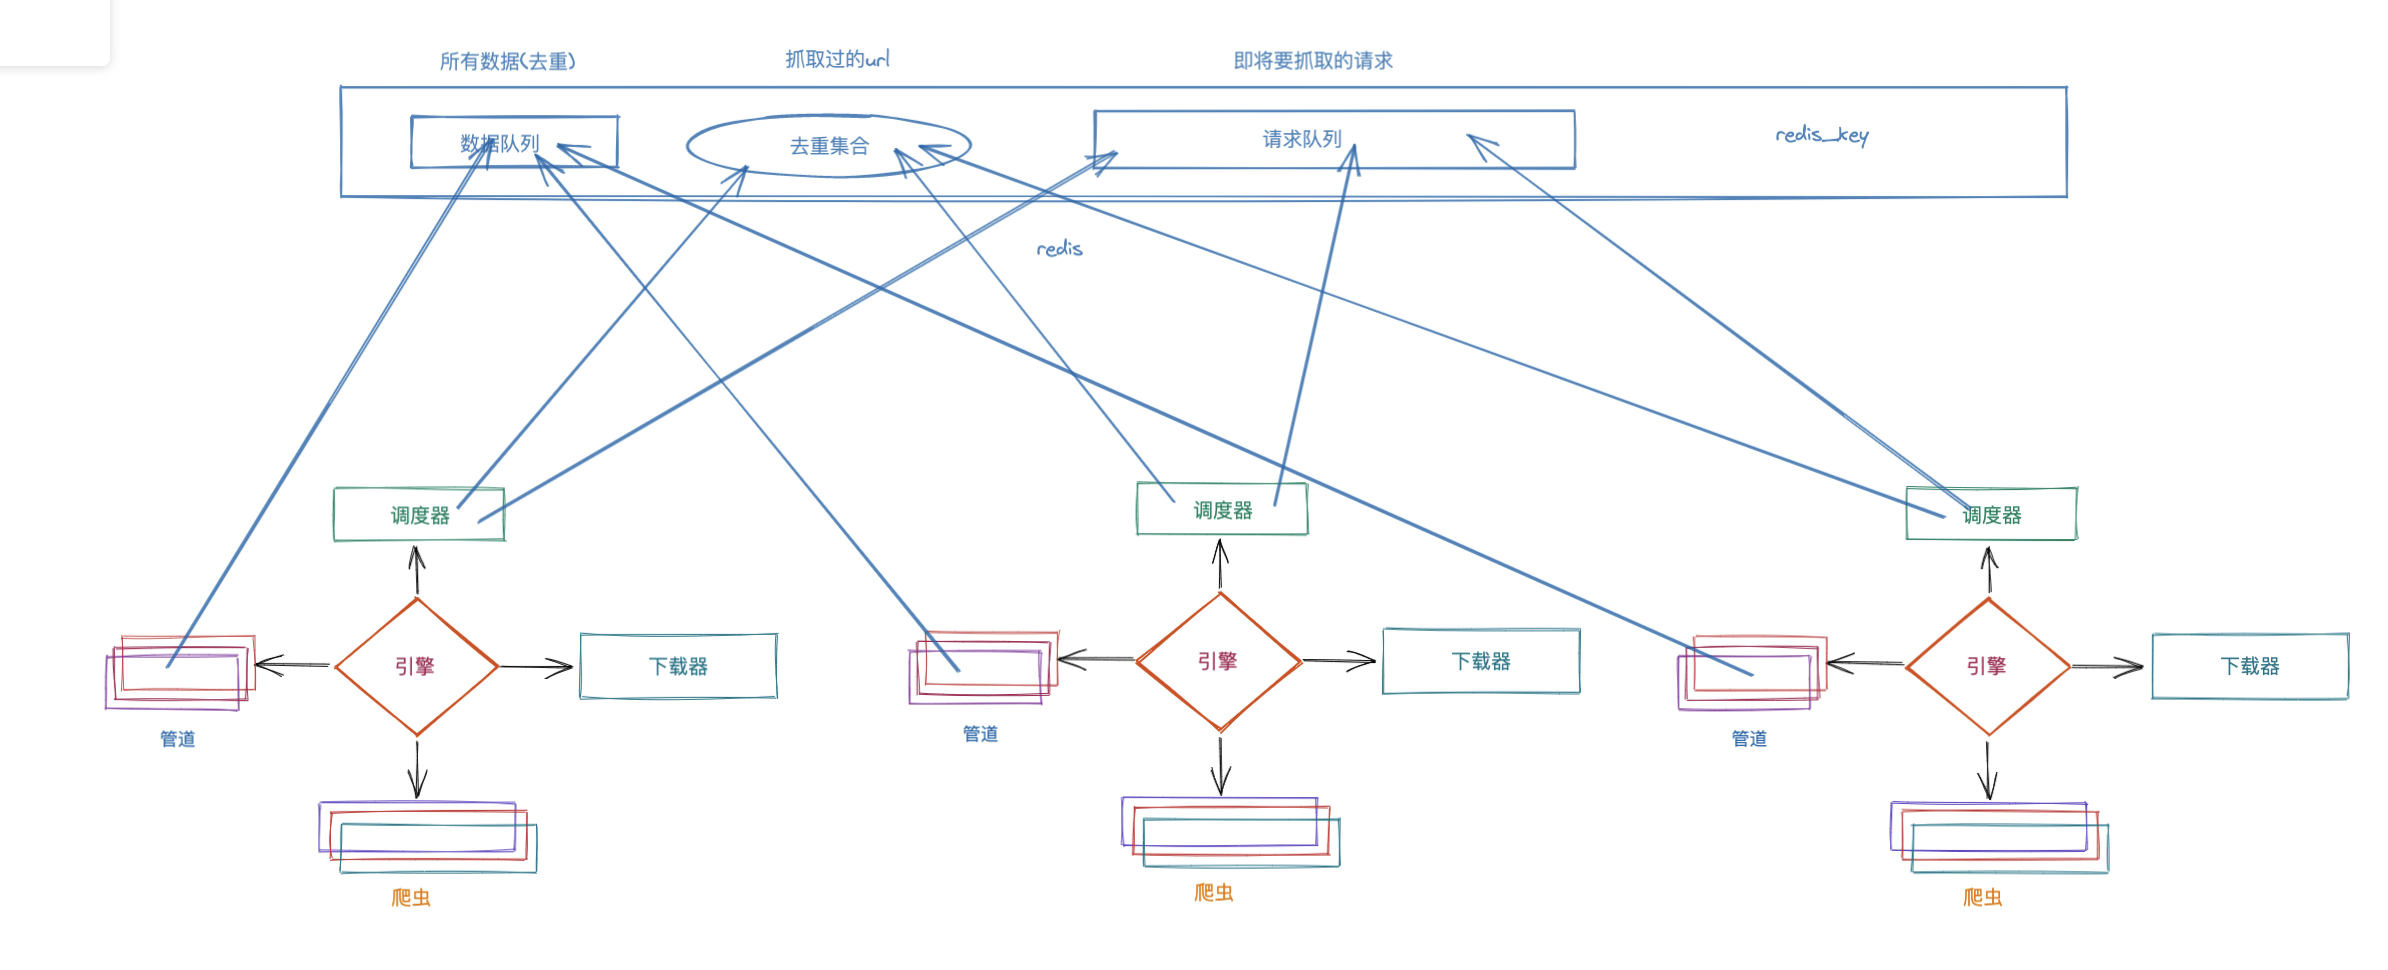 所有数据(去重)
抓取过的url
即将要抓取的请求
数据队列
去重集合
请求队列
redis_key
redis
调度器
调度器
调度器
引擎
下载器
引擎
下载器
引擎
下载器
管道
管道
管道
爬虫
爬虫
爬虫